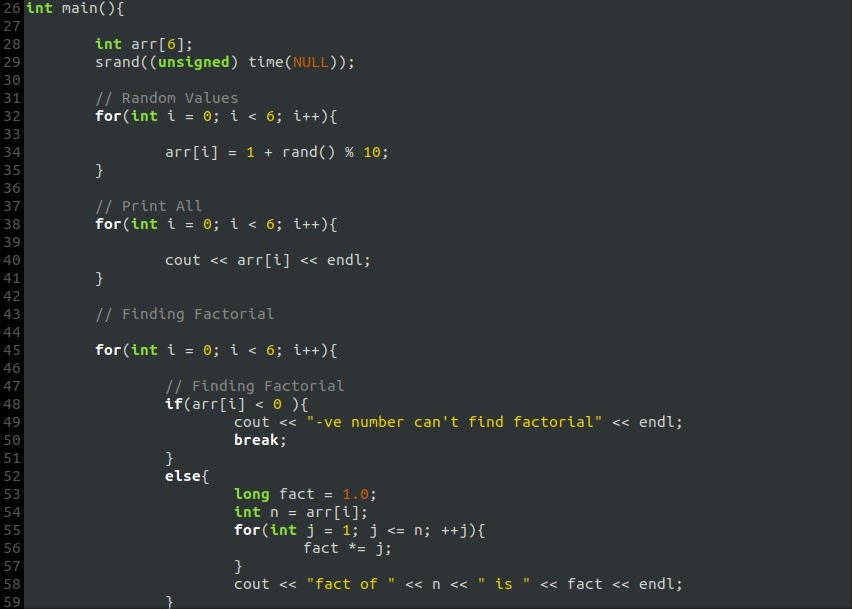 26 int main(){
27
28 int arr[6];
29 srand((unsigned) time(NULL));
30
31 // Random Values
32 for(int i = 0; i < 6; i++){
33
34 arr[i] = 1 + rand() % 10;
35 }
36
37 // Print All
38 for(int i = 0; i < 6; i++){
39
40 cout << arr[i] << endl;
41 }
42
43 // Finding Factorial
44
45 for(int i = 0; i < 6; i++){
46
47 // Finding Factorial
48 if(arr[i] < 0 ){
49 cout << "-ve number can't find factorial" << endl;
50 break;
51 }
52 else{
53 long fact = 1.0;
54 int n = arr[i];
55 for(int j = 1; j <= n; ++j){
56 fact *= j;
57 }
58 cout << "fact of " << n << " is " << fact << endl;
59 }